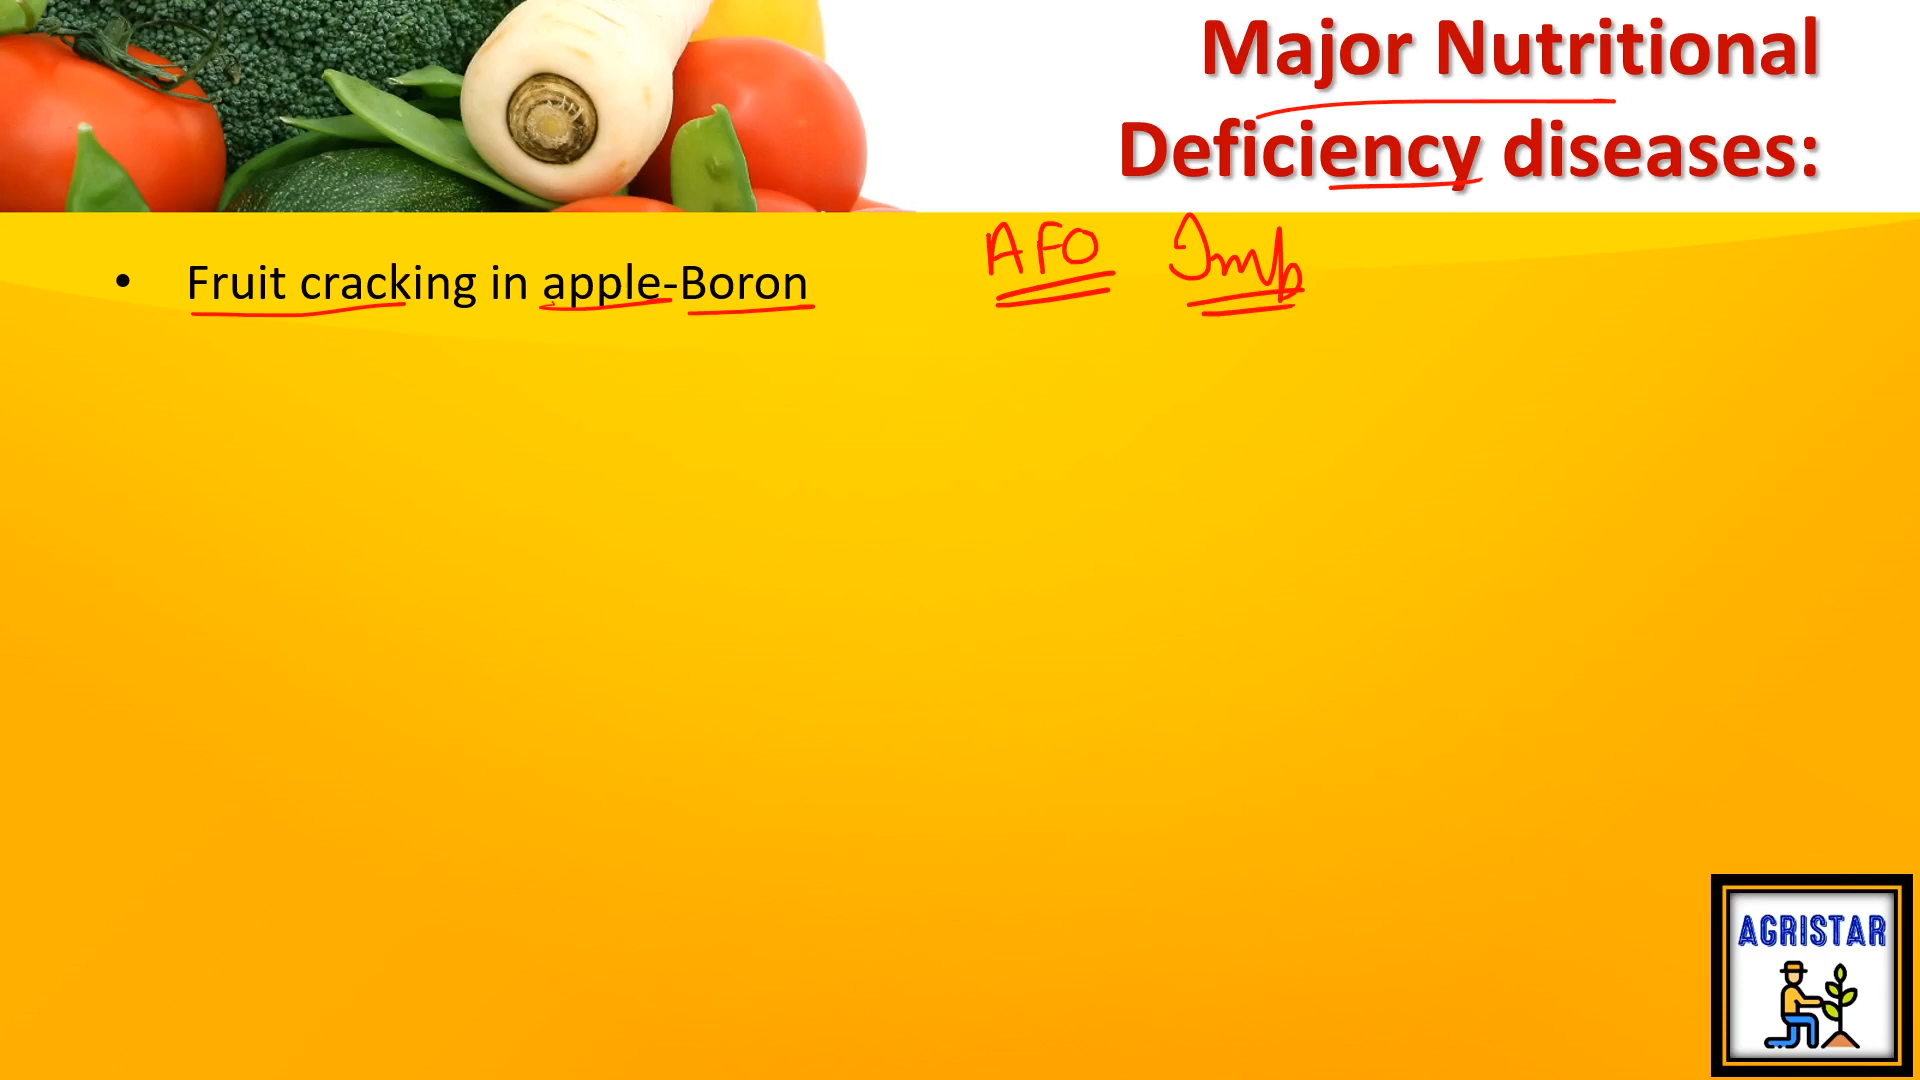 Major Nutritional
Deficiency diseases:
AFO Imp
• Fruit cracking in apple-Boron
AGRISTAR